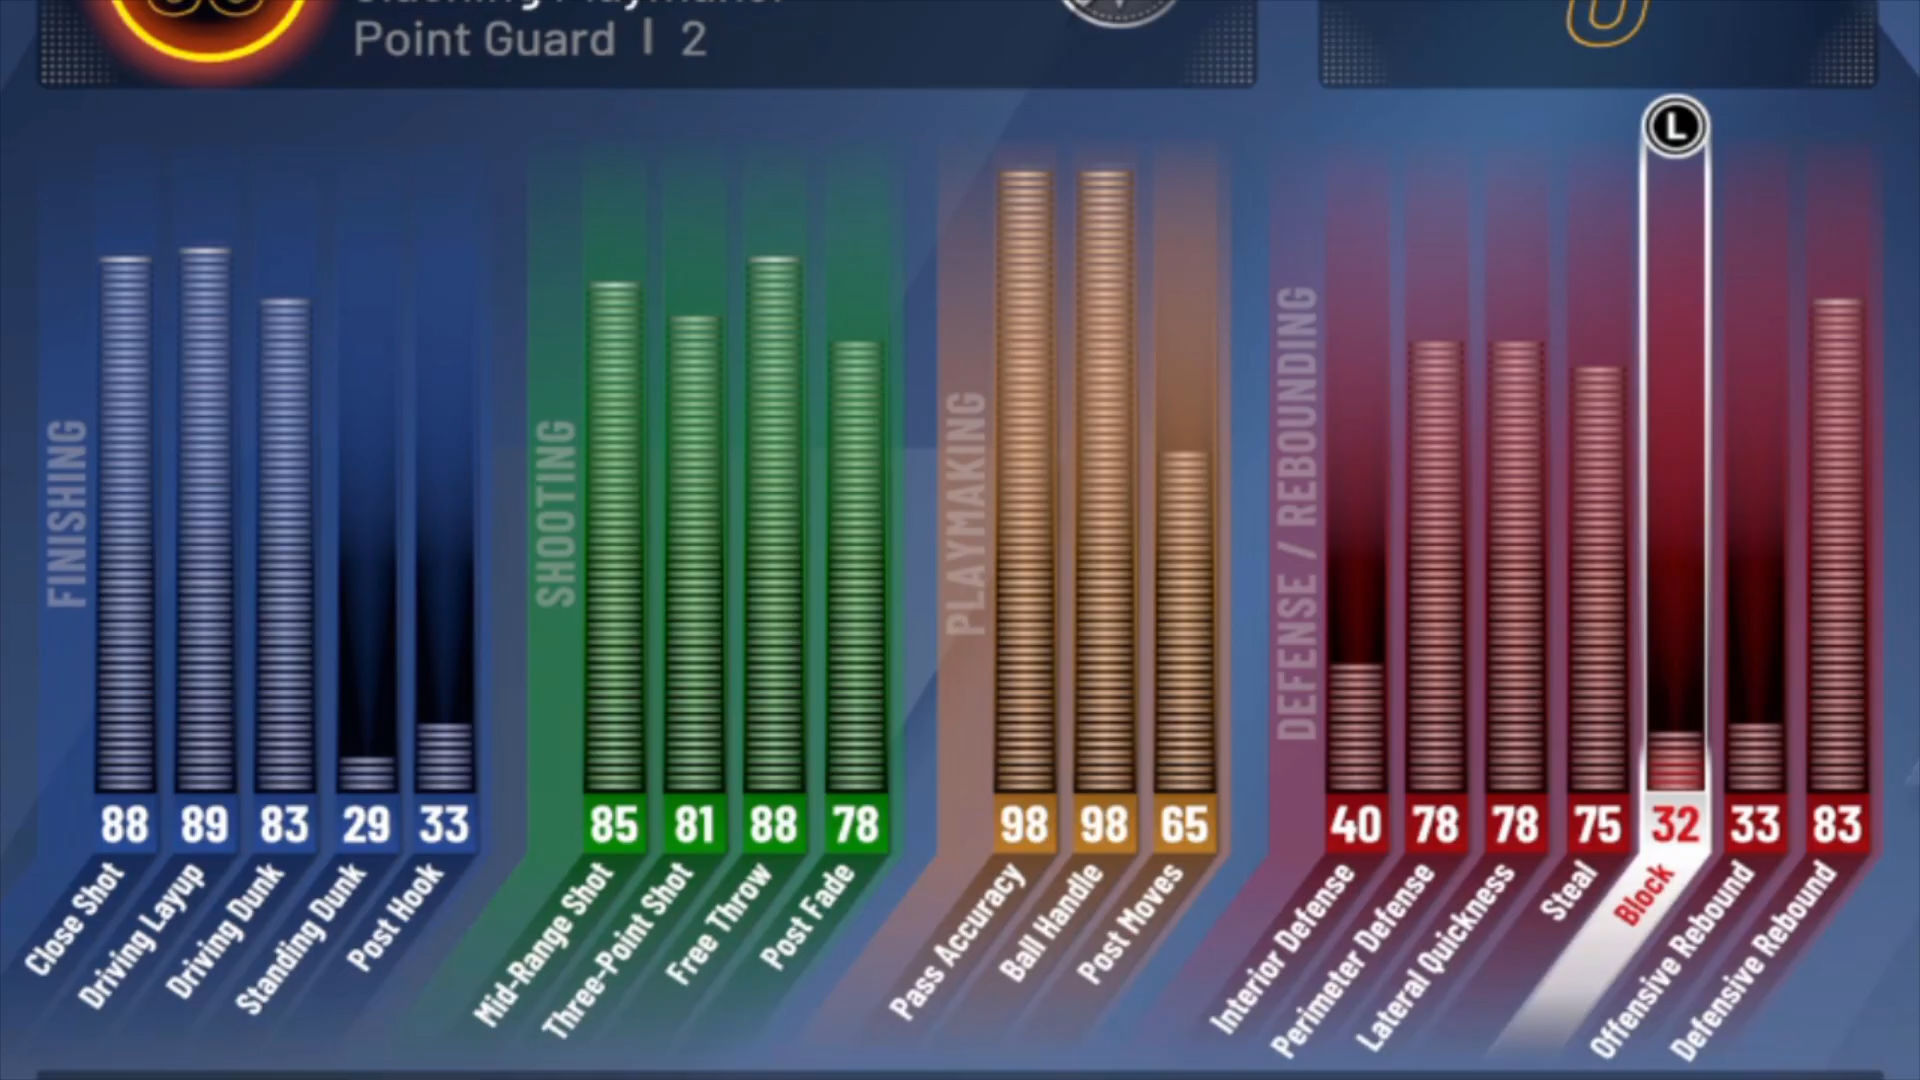 Point Guard | 2
L
FINISHING
88 89 83 29 33
Close Shot
Driving Layup
Driving Dunk
Standing Dunk
Post Hook
SHOOTING
85 81 88 78
Mid-Range Shot
Three-Point Shot
Free Throw
Post Fade
PLAYMAKING
98 98 65
Pass Accuracy
Ball Handle
Post Moves
DEFENSE / REBOUNDING
40 78 78 75 32 33 83
Interior Defense
Perimeter Defense
Lateral Quickness
Steal
Block
Offensive Rebound
Defensive Rebound